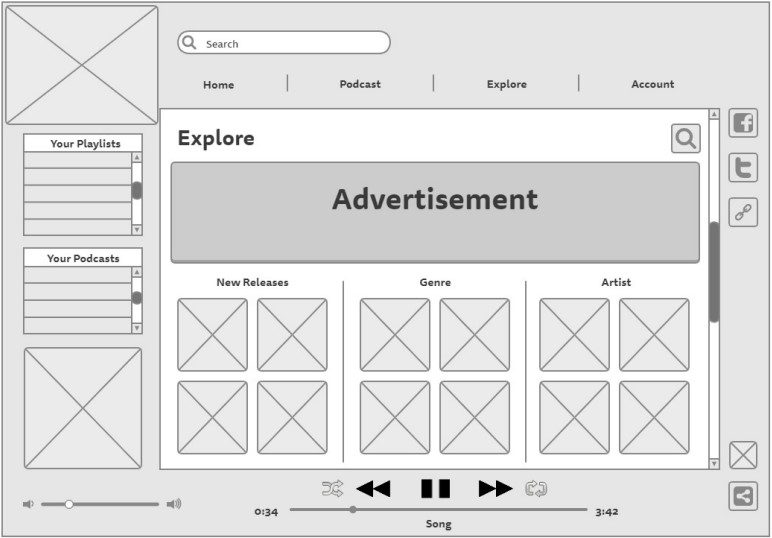 Search
Home
Podcast
Explore
Account
Your Playlists
Explore
Advertisement
Your Podcasts
New Releases
Genre
Artist
0:34
3:42
Song